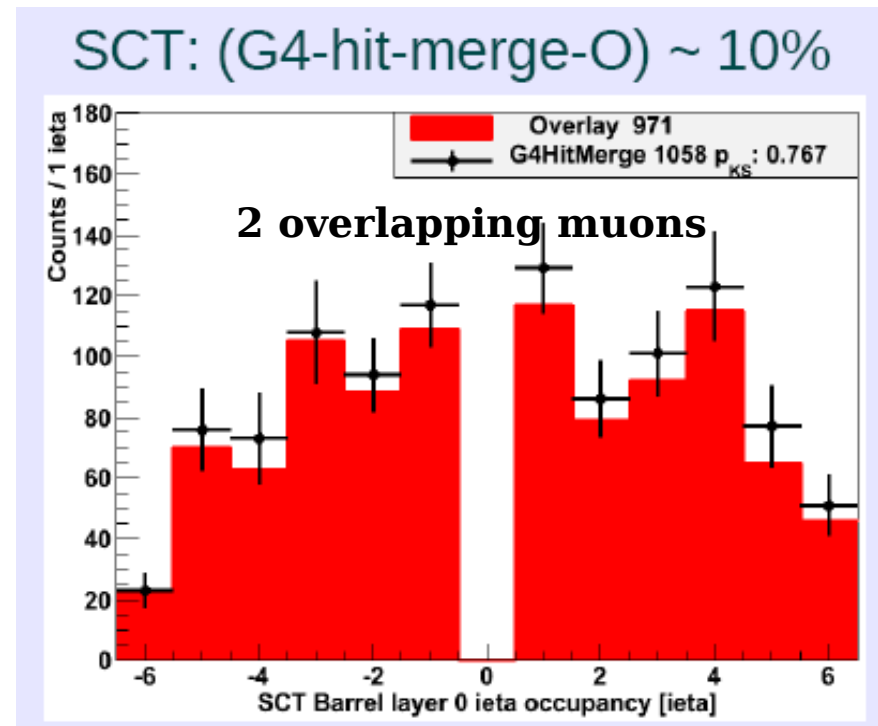 SCT: (G4-hit-merge-O) ~ 10%
Counts / 1 ieta
180
160
140
120
100
80
60
40
20
0
Overlay 971
G4HitMerge 1058 p_KS: 0.767
2 overlapping muons
-6 -4 -2 0 2 4 6
SCT Barrel layer 0 ieta occupancy [ieta]